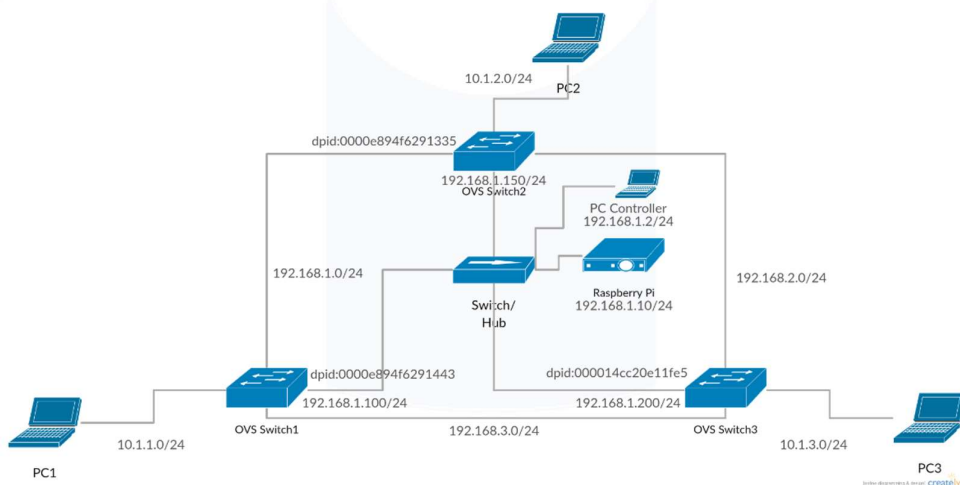 10.1.2.0/24
PC2
dpid:0000e894f6291335
192.168.1.150/24
OVS Switch2
PC Controller
192.168.1.2/24
192.168.1.0/24
192.168.2.0/24
Raspberry Pi
192.168.1.10/24
Switch/
Hub
dpid:0000e894f6291443
dpid:000014cc20e11fe5
192.168.1.100/24
192.168.1.200/24
OVS Switch1
192.168.3.0/24
OVS Switch3
10.1.1.0/24
10.1.3.0/24
PC1
PC3